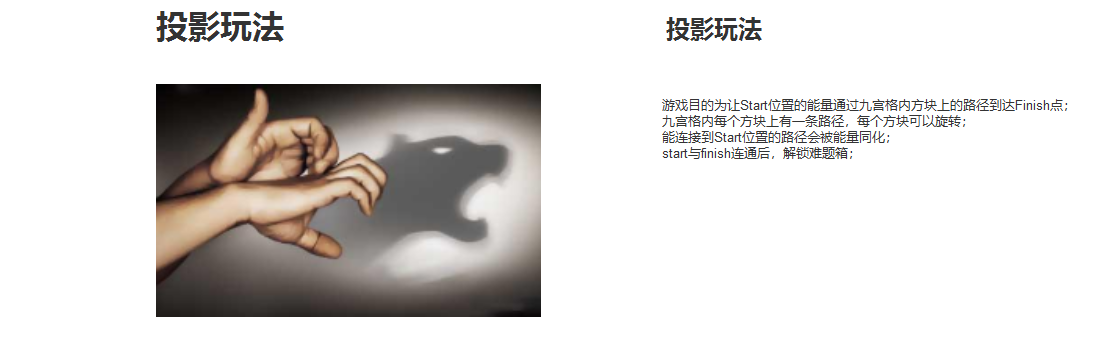 投影玩法
投影玩法
游戏目的为让Start位置的能量通过九宫格内方块上的路径到达Finish点；
九宫格内每个方块上有一条路径，每个方块可以旋转；
能连接到Start位置的路径会被能量同化；
start与finish连通后，解锁难题箱；